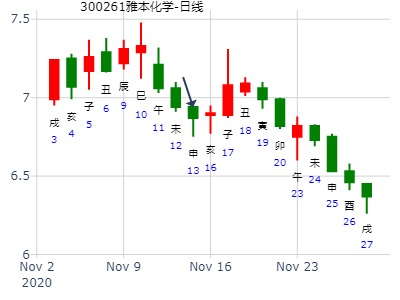 300261雅本化学-日线
7.5
7
6.5
6
戌
3
亥
4
子
5
丑
6
辰
9
巳
10
午
11
未
12
申
13
亥
16
子
17
丑
18
寅
19
卯
20
午
23
未
24
申
25
酉
26
戌
27
Nov 2
2020
Nov 9
Nov 16
Nov 23